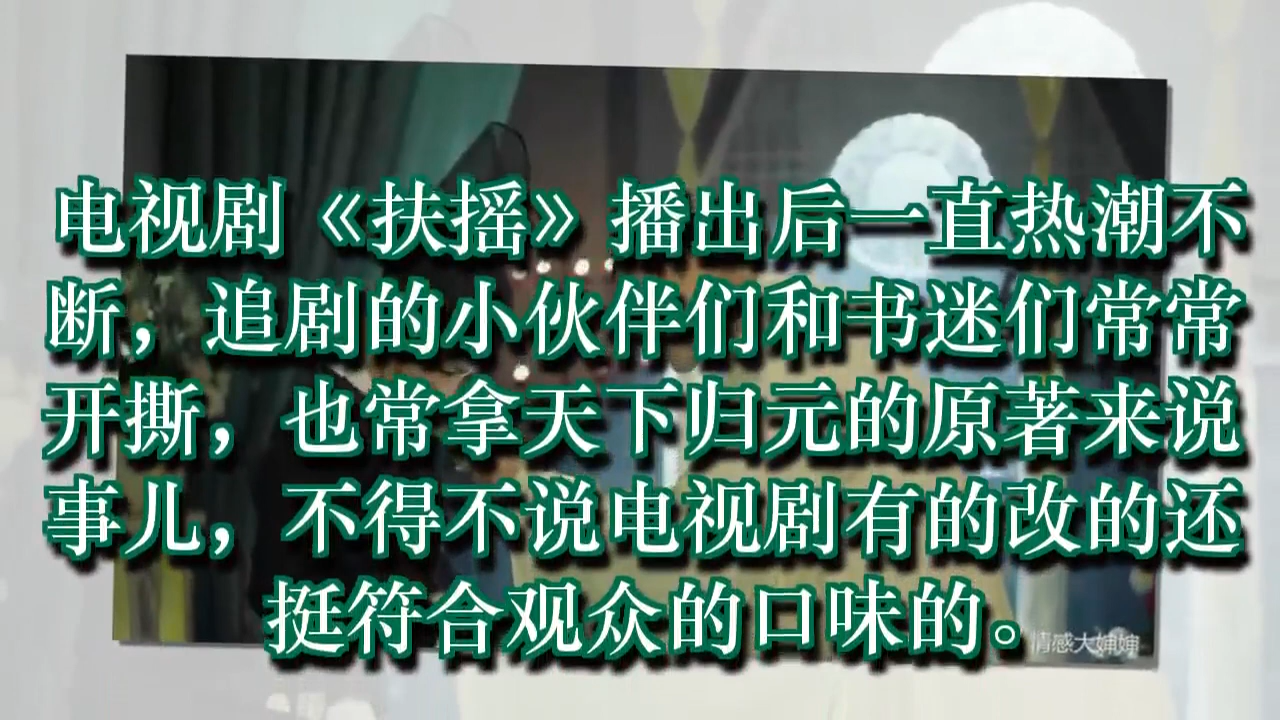 电视剧《扶摇》播出后一直热潮不
断，追剧的小伙伴们和书迷们常常
开撕，也常拿天下归元的原著来说
事儿，不得不说电视剧有的改的还
挺符合观众的口味的。
情感大婶婶